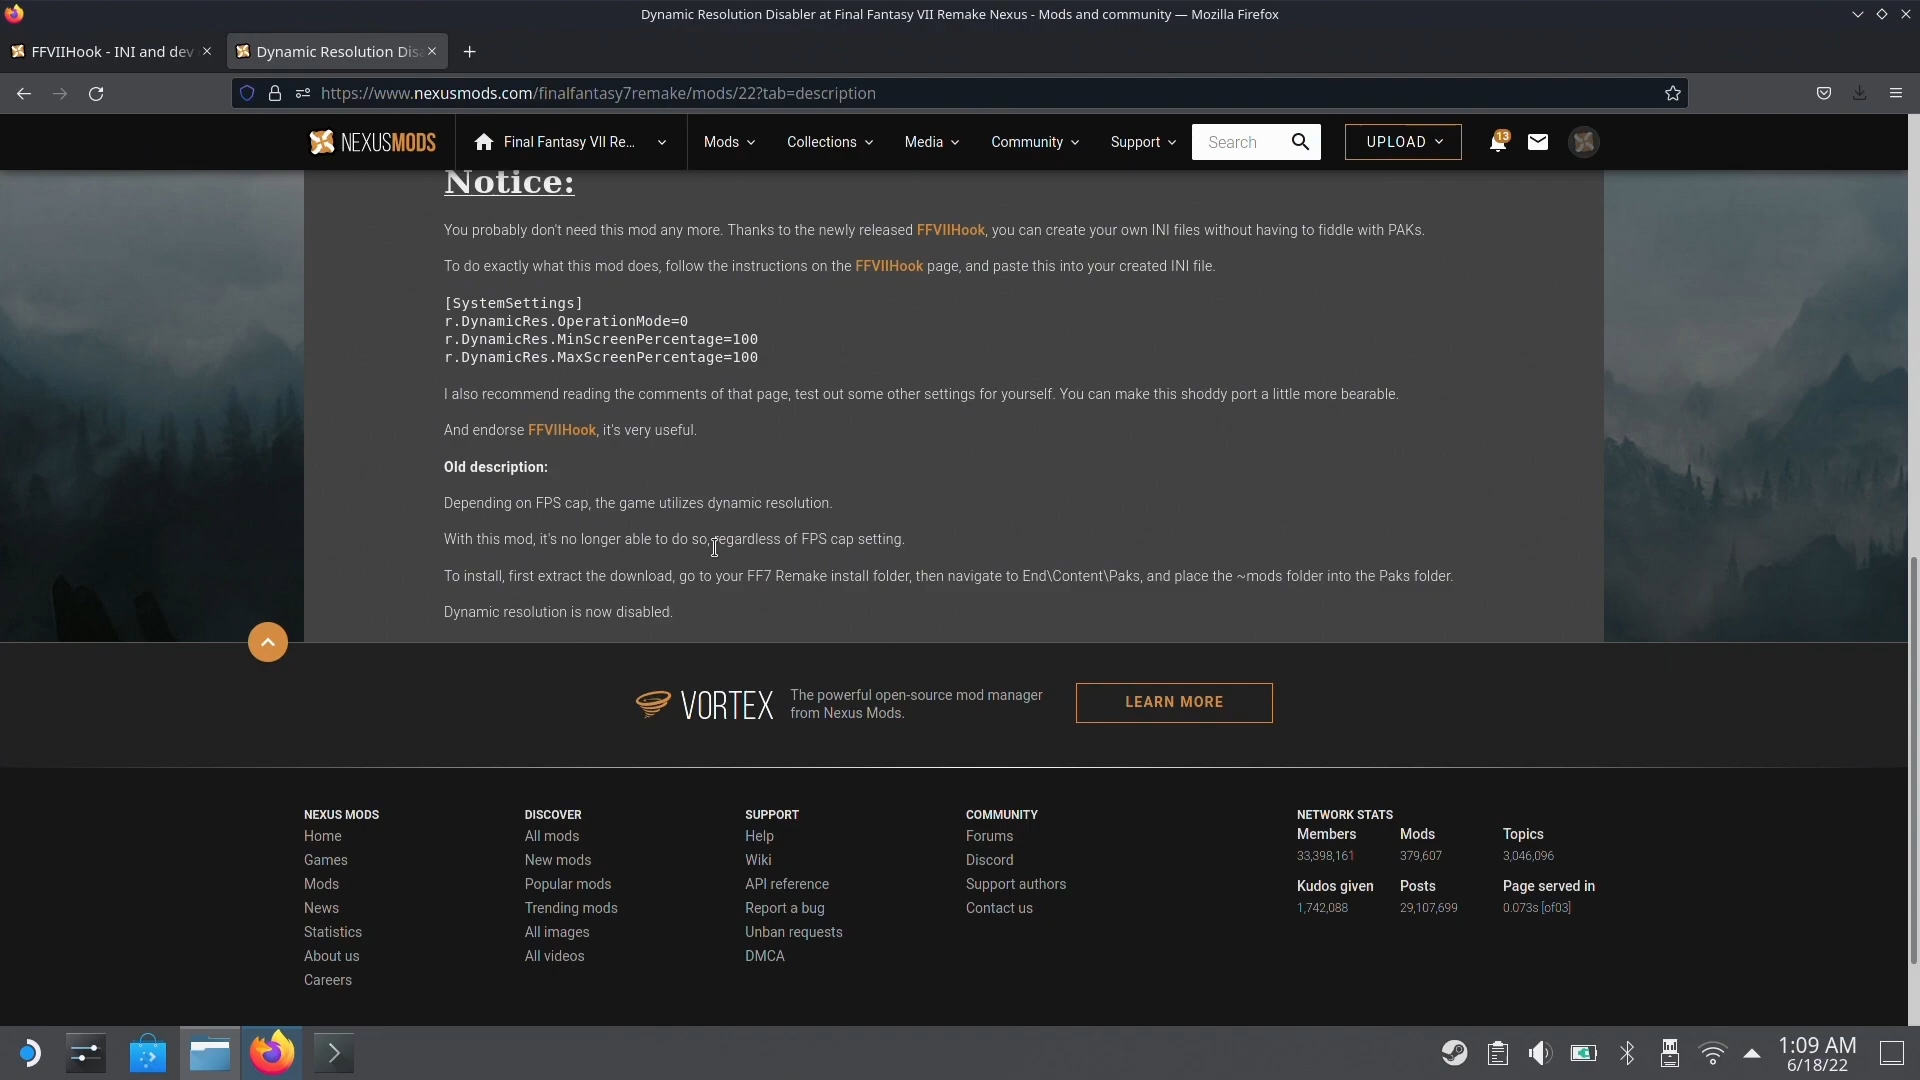 Dynamic Resolution Disabler at Final Fantasy VII Remake Nexus - Mods and community — Mozilla Firefox
FFVIIHook - INI and dev
Dynamic Resolution Dis
https://www.nexusmods.com/finalfantasy7remake/mods/22?tab=description
NEXUSMODS
Final Fantasy VII Re...
Mods
Collections
Media
Community
Support
Search
UPLOAD
13
Notice:
You probably don't need this mod any more. Thanks to the newly released FFVIIHook, you can create your own INI files without having to fiddle with PAKs.
To do exactly what this mod does, follow the instructions on the FFVIIHook page, and paste this into your created INI file.
[SystemSettings]
r.DynamicRes.OperationMode=0
r.DynamicRes.MinScreenPercentage=100
r.DynamicRes.MaxScreenPercentage=100
I also recommend reading the comments of that page, test out some other settings for yourself. You can make this shoddy port a little more bearable.
And endorse FFVIIHook, it's very useful.
Old description:
Depending on FPS cap, the game utilizes dynamic resolution.
With this mod, it's no longer able to do so, regardless of FPS cap setting.
To install, first extract the download, go to your FF7 Remake install folder, then navigate to End\Content\Paks, and place the ~mods folder into the Paks folder.
Dynamic resolution is now disabled.
VORTEX
The powerful open-source mod manager
from Nexus Mods.
LEARN MORE
NEXUS MODS
Home
Games
Mods
News
Statistics
About us
Careers
DISCOVER
All mods
New mods
Popular mods
Trending mods
All images
All videos
SUPPORT
Help
Wiki
API reference
Report a bug
Unban requests
DMCA
COMMUNITY
Forums
Discord
Support authors
Contact us
NETWORK STATS
Members
33,398,161
Mods
379,607
Topics
3,046,096
Kudos given
1,742,088
Posts
29,107,699
Page served in
0.073s [of03]
1:09 AM
6/18/22